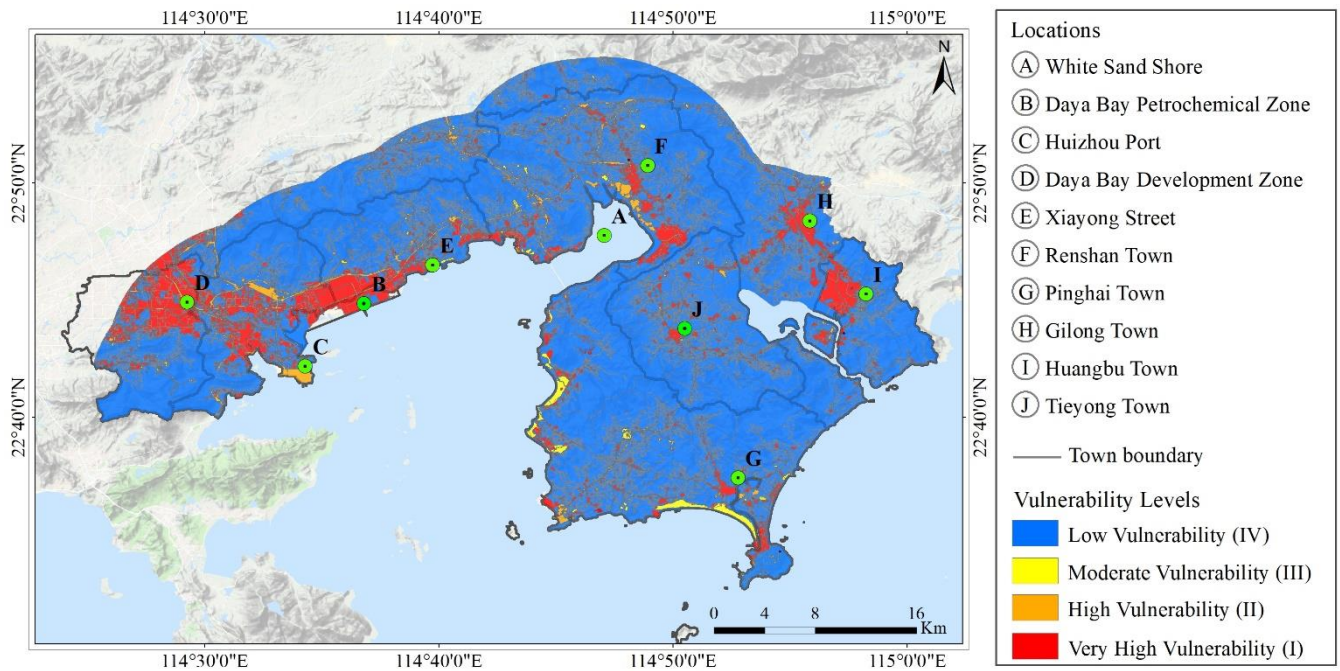 114°30'0"E 114°40'0"E 114°50'0"E 115°0'0"E
N
22°50'0"N
22°50'0"N
22°40'0"N
22°40'0"N
F
A
H
E
D
B
I
J
C
G
0 4 8 16
Km
114°30'0"E 114°40'0"E 114°50'0"E 115°0'0"E
Locations
A White Sand Shore
B Daya Bay Petrochemical Zone
C Huizhou Port
D Daya Bay Development Zone
E Xiayong Street
F Renshan Town
G Pinghai Town
H Gilong Town
I Huangbu Town
J Tieyong Town
Town boundary
Vulnerability Levels
Low Vulnerability (IV)
Moderate Vulnerability (III)
High Vulnerability (II)
Very High Vulnerability (I)